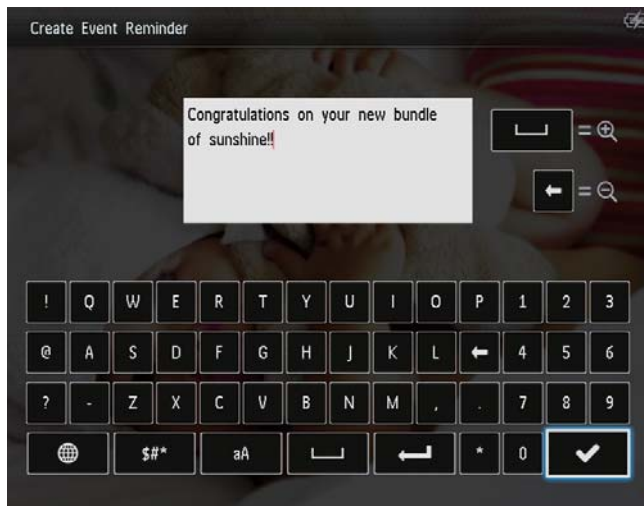 Create Event Reminder
Congratulations on your new bundle
of sunshine!!
=
=
! Q W E R T Y U I O P 1 2 3
@ A S D F G H J K L 4 5 6
? - Z X C V B N M , . 7 8 9
$#* aA * 0